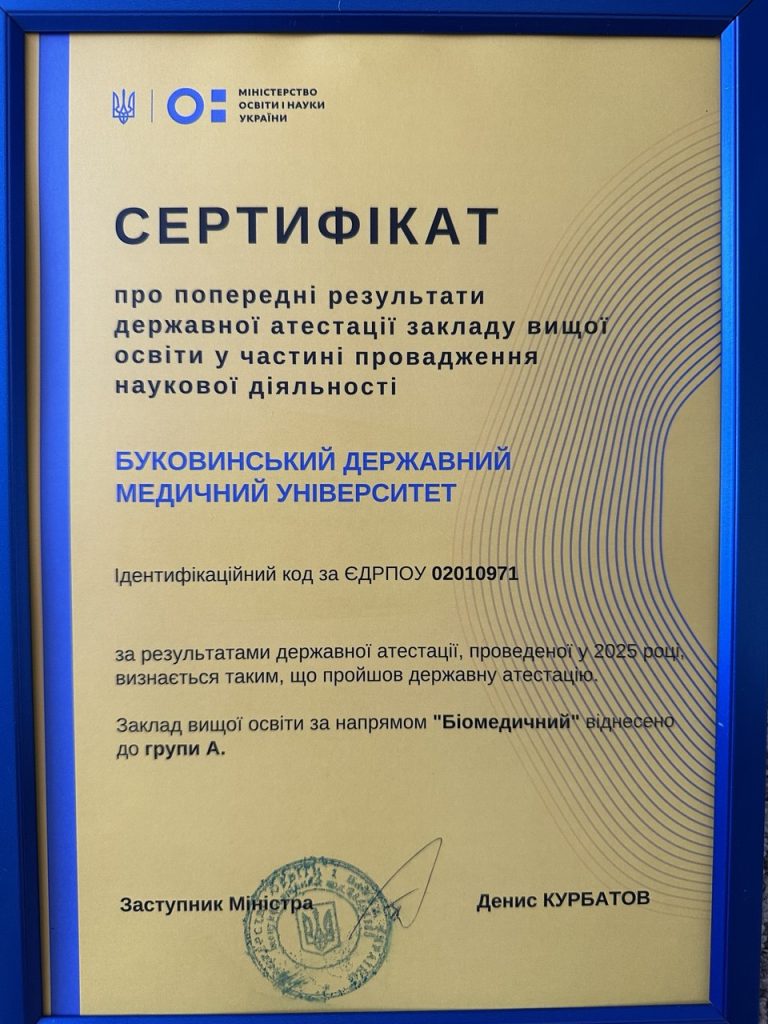 МІНІСТЕРСТВО
ОСВІТИ І НАУКИ
УКРАЇНИ
СЕРТИФІКАТ
про попередні результати
державної атестації закладу вищої
освіти у частині провадження
наукової діяльності
БУКОВИНСЬКИЙ ДЕРЖАВНИЙ
МЕДИЧНИЙ УНІВЕРСИТЕТ
Ідентифікаційний код за ЄДРПОУ 02010971
за результатами державної атестації, проведеної у 2025 році,
визнається таким, що пройшов державну атестацію.
Заклад вищої освіти за напрямом "Біомедичний" віднесено
до групи А.
Заступник Міністра
Денис КУРБАТОВ